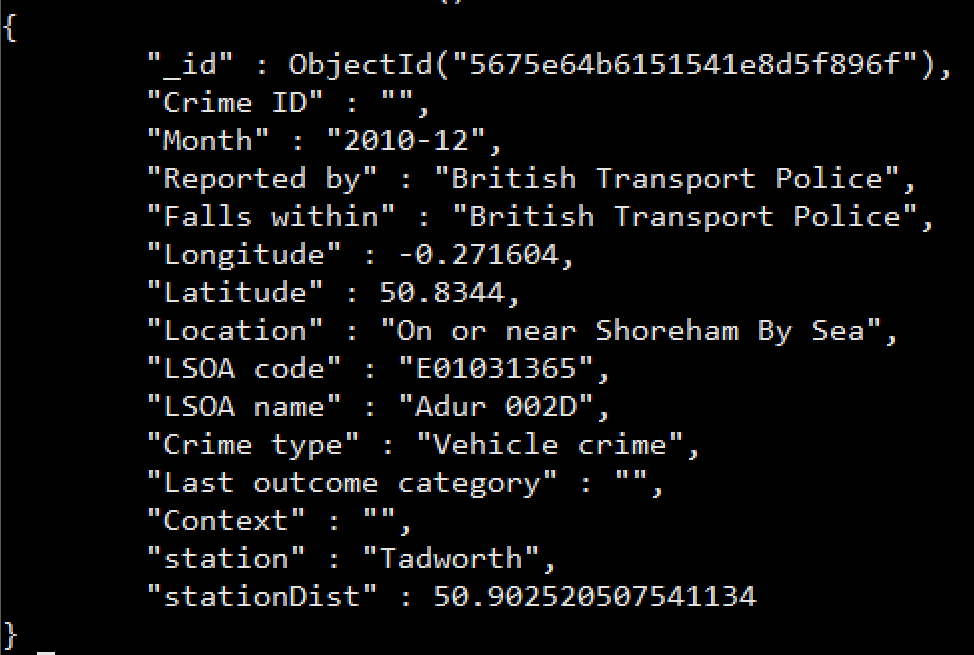 {
"_id" : ObjectId("5675e64b6151541e8d5f896f"),
"Crime ID" : "",
"Month" : "2010-12",
"Reported by" : "British Transport Police",
"Falls within" : "British Transport Police",
"Longitude" : -0.271604,
"Latitude" : 50.8344,
"Location" : "On or near Shoreham By Sea",
"LSOA code" : "E01031365",
"LSOA name" : "Adur 002D",
"Crime type" : "Vehicle crime",
"Last outcome category" : "",
"Context" : "",
"station" : "Tadworth",
"stationDist" : 50.902520507541134
}